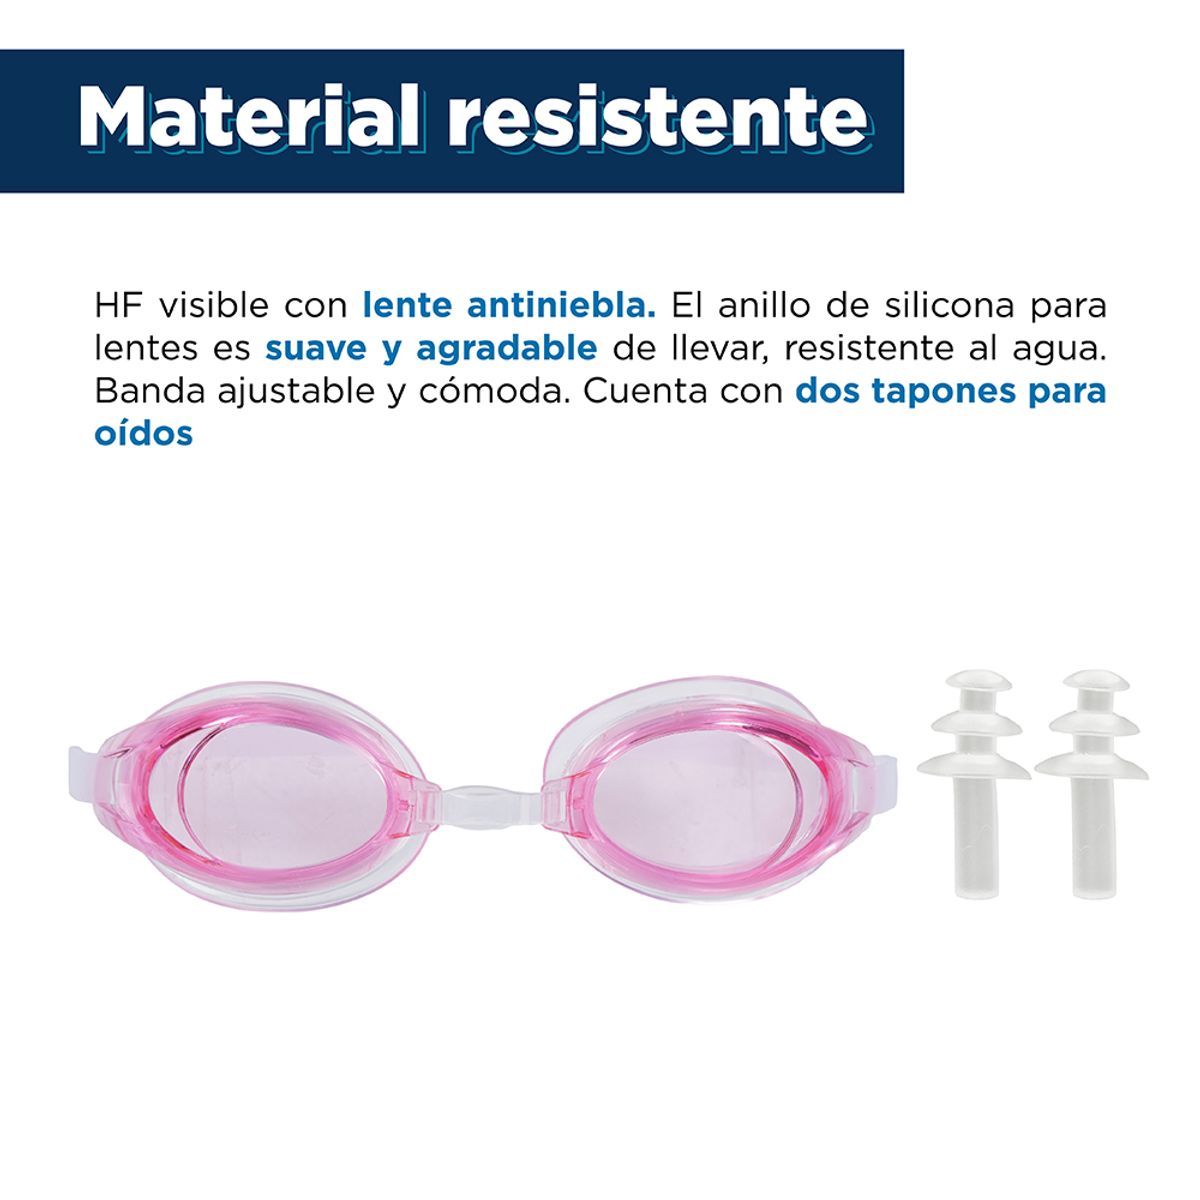 Material resistente
HF visible con lente antiniebla. El anillo de silicona para
lentes es suave y agradable de llevar, resistente al agua.
Banda ajustable y cómoda. Cuenta con dos tapones para
oídos